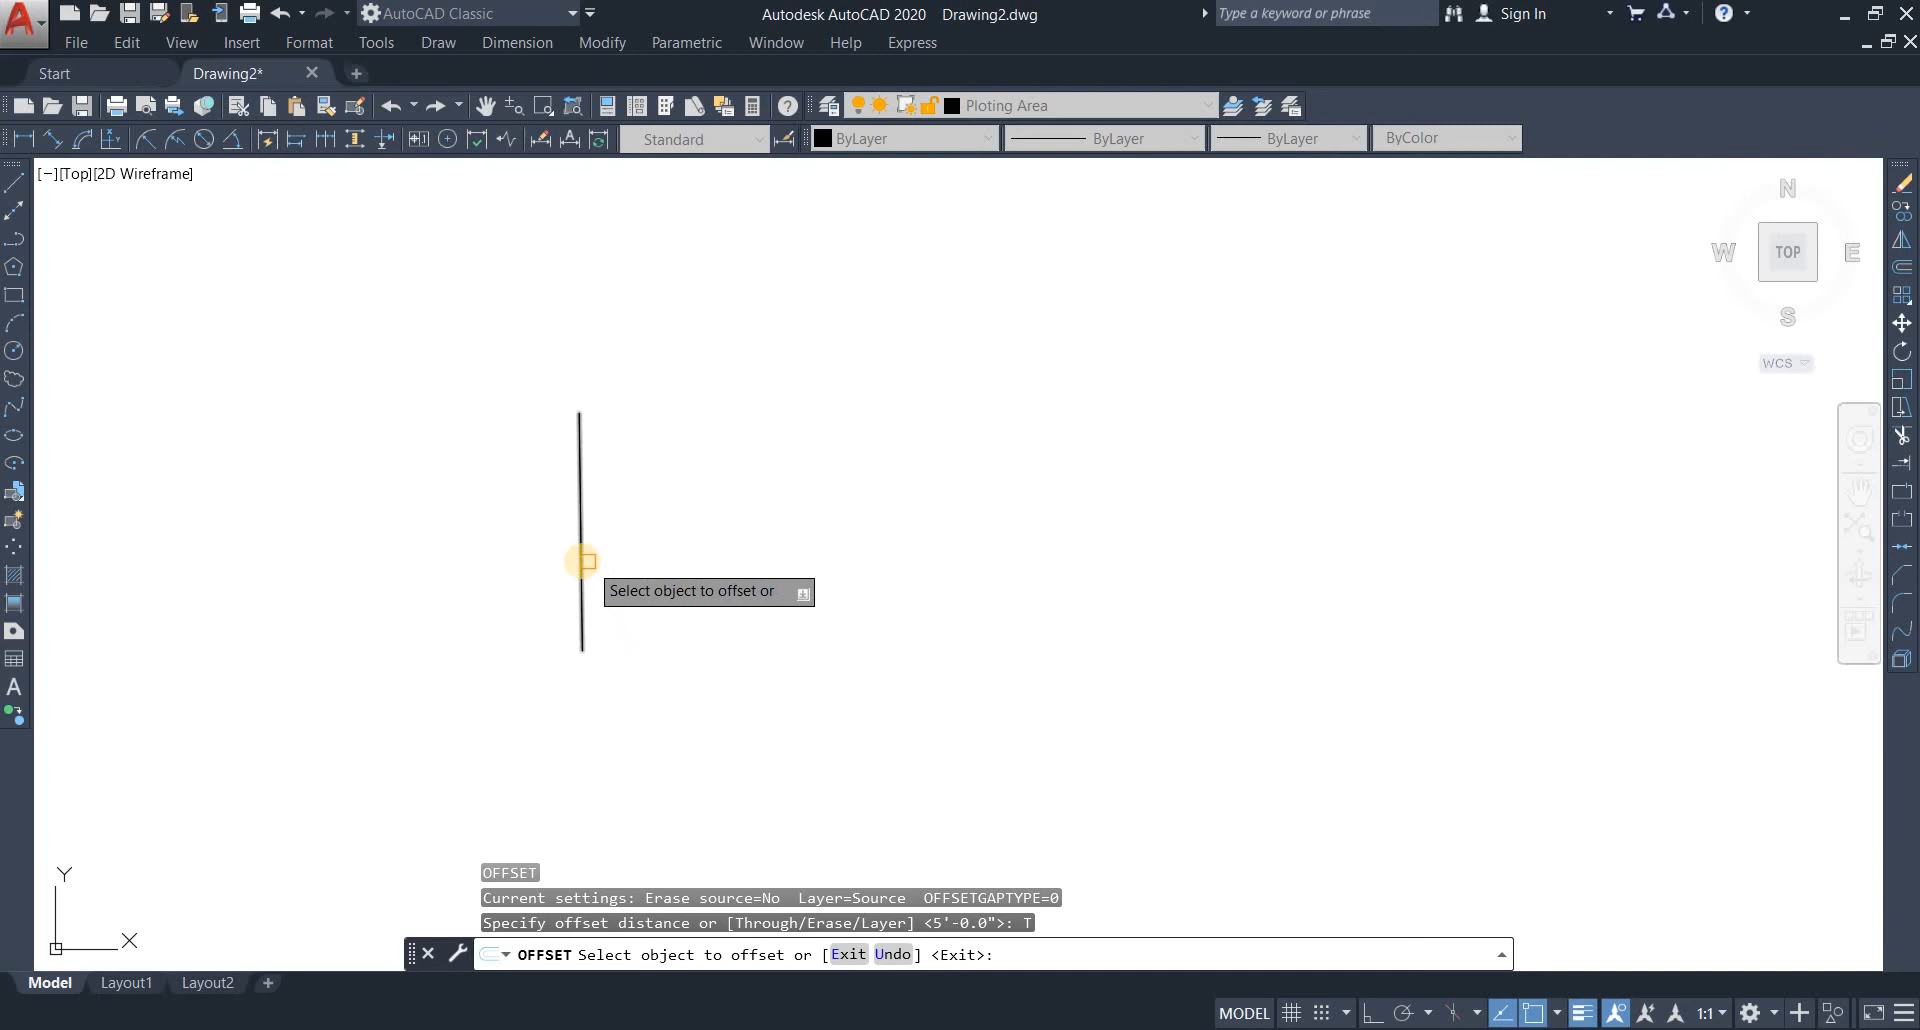 AutoCAD Classic
Autodesk AutoCAD 2020 Drawing2.dwg
Type a keyword or phrase
Sign In
File Edit View Insert Format Tools Draw Dimension Modify Parametric Window Help Express
Start
Drawing2*
Ploting Area
Standard
ByLayer
ByLayer
ByLayer
ByColor
[−][Top][2D Wireframe]
N
W
TOP
E
S
WCS
Select object to offset or
Y
X
OFFSET
Current settings: Erase source=No Layer=Source OFFSETGAPTYPE=0
Specify offset distance or [Through/Erase/Layer] <5'-0.0">: T
OFFSET Select object to offset or [Exit Undo] <Exit>:
Model Layout1 Layout2
MODEL
1:1